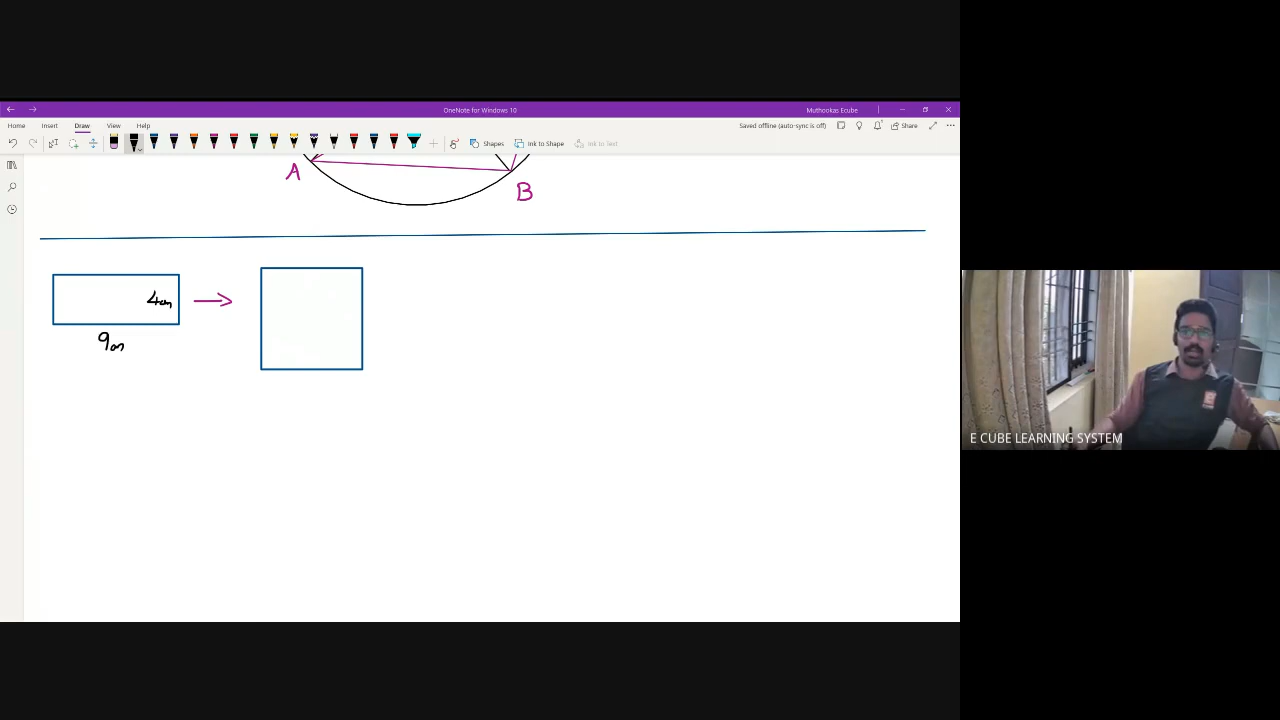 OneNote for Windows 10
Muthookas Ecube
Home Insert Draw View Help
Saved offline (auto-sync is off)
Share
Shapes
Ink to Shape
Ink to Text
A
B
4cm
9cm
E CUBE LEARNING SYSTEM